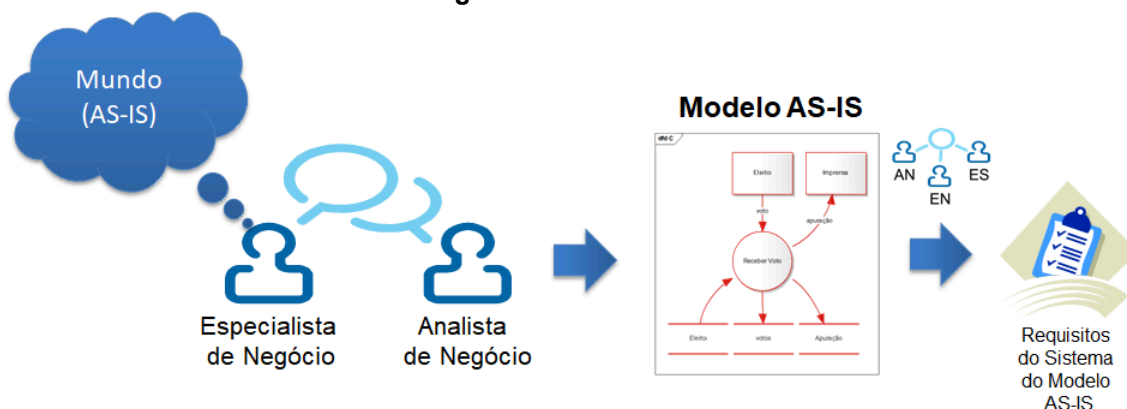 g
Mundo
(AS-IS)
Especialista
de Negócio
Analista
de Negócio
Modelo AS-IS
dfd C
Eleito
Imprensa
voto
apuração
Receber Voto
Eleito
votos
Apuração
AN
EN
ES
Requisitos
do Sistema
do Modelo
AS-IS